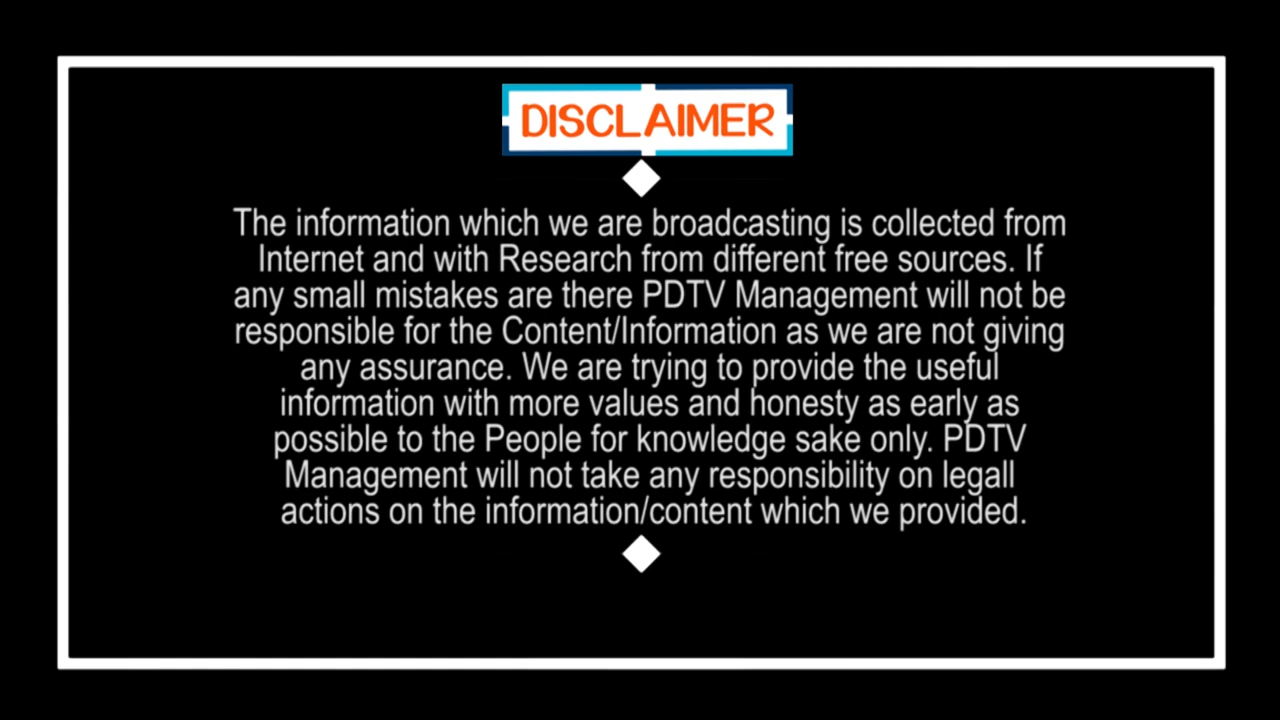 DISCLAIMER
The information which we are broadcasting is collected from
Internet and with Research from different free sources. If
any small mistakes are there PDTV Management will not be
responsible for the Content/Information as we are not giving
any assurance. We are trying to provide the useful
information with more values and honesty as early as
possible to the People for knowledge sake only. PDTV
Management will not take any responsibility on legall
actions on the information/content which we provided.